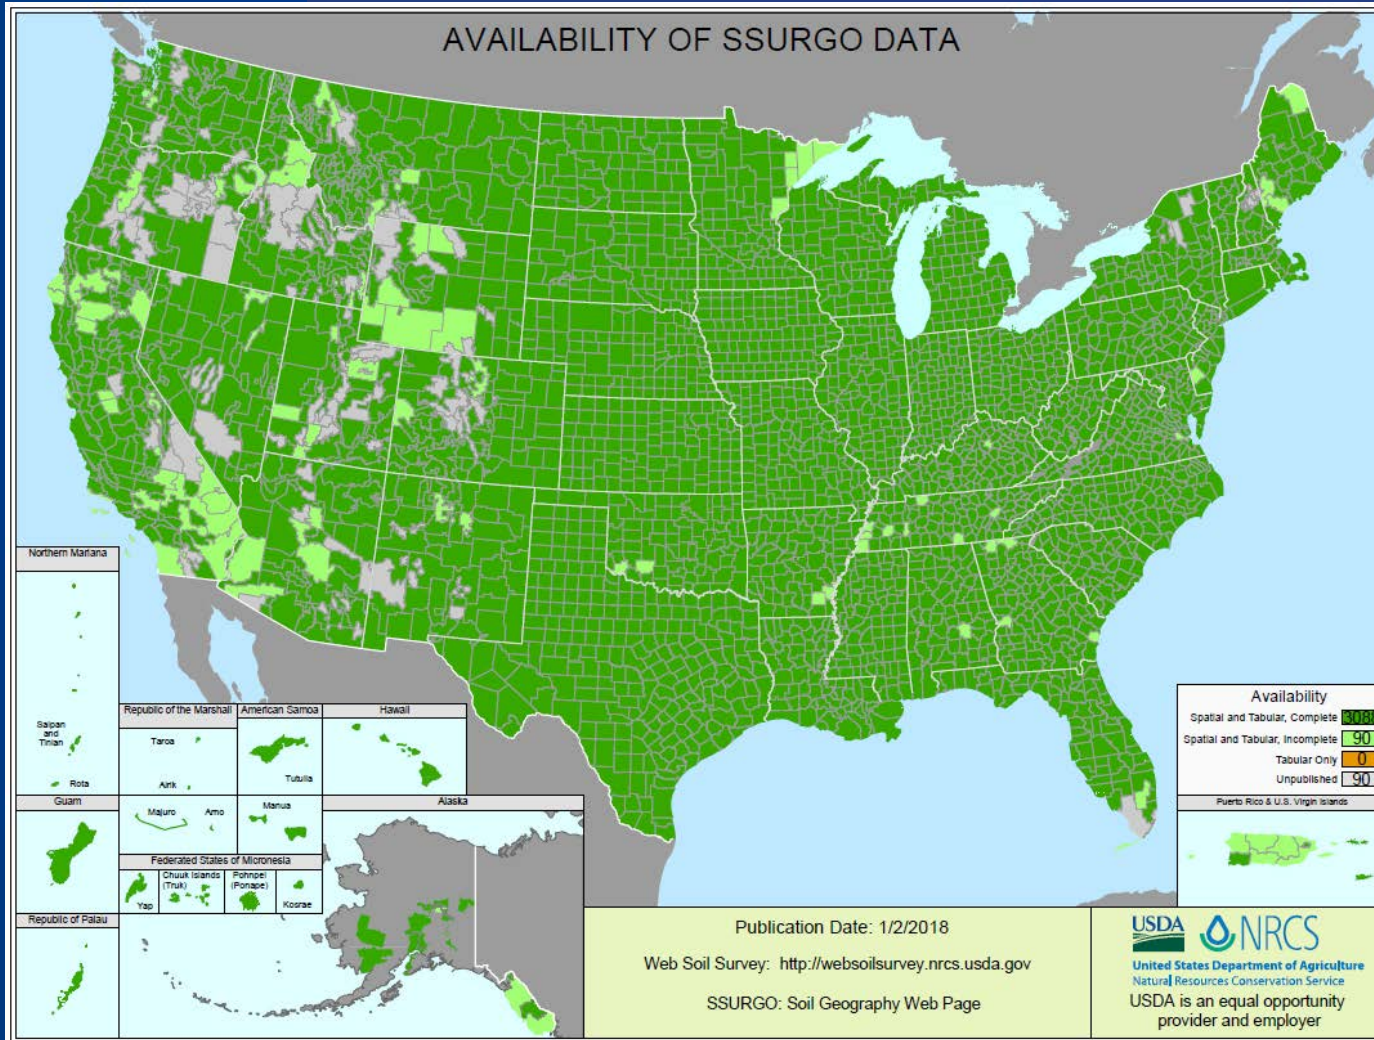 AVAILABILITY OF SSURGO DATA
Northern Mariana
Saipan
and
Tinian
Rota
Republic of the Marshall
Taroa
Airik
Majuro
Arno
American Samoa
Tutuila
Manua
Hawaii
Guam
Federated States of Micronesia
Yap
Chuuk Islands
(Truk)
Pohnpei
(Ponape)
Kosrae
Republic of Palau
Alaska
Availability
Spatial and Tabular, Complete
Spatial and Tabular, Incomplete 90
Tabular Only 0
Unpublished 90
Puerto Rico & U.S. Virgin Islands
Publication Date: 1/2/2018
Web Soil Survey: http://websoilsurvey.nrcs.usda.gov
SSURGO: Soil Geography Web Page
USDA NRCS
United States Department of Agriculture
Natural Resources Conservation Service
USDA is an equal opportunity
provider and employer